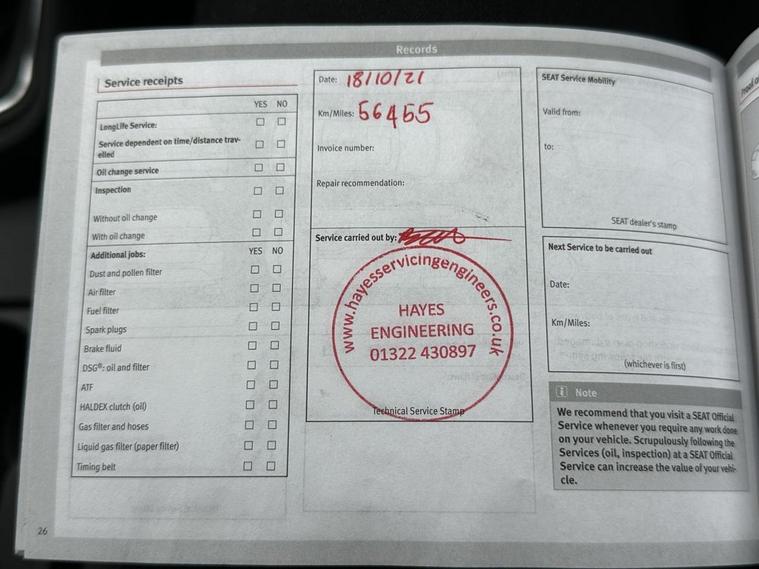 Records
Service receipts
YES NO
LongLife Service:
Service dependent on time/distance trav-
elled
Oil change service
Inspection
Without oil change
With oil change
Additional jobs: YES NO
Dust and pollen filter
Air filter
Fuel filter
Spark plugs
Brake fluid
DSG®: oil and filter
ATF
HALDEX clutch (oil)
Gas filter and hoses
Liquid gas filter (paper filter)
Timing belt
26
Date: 18/10/21
Km/Miles: 56455
Invoice number:
Repair recommendation:
Service carried out by:
www.hayesservicingengineers.co.uk
HAYES
ENGINEERING
01322 430897
Technical Service Stamp
SEAT Service Mobility
Valid from:
to:
SEAT dealer's stamp
Next Service to be carried out
Date:
Km/Miles:
(whichever is first)
i Note
We recommend that you visit a SEAT Official
Service whenever you require any work done
on your vehicle. Scrupulously following the
Services (oil, inspection) at a SEAT Official
Service can increase the value of your vehi-
cle.